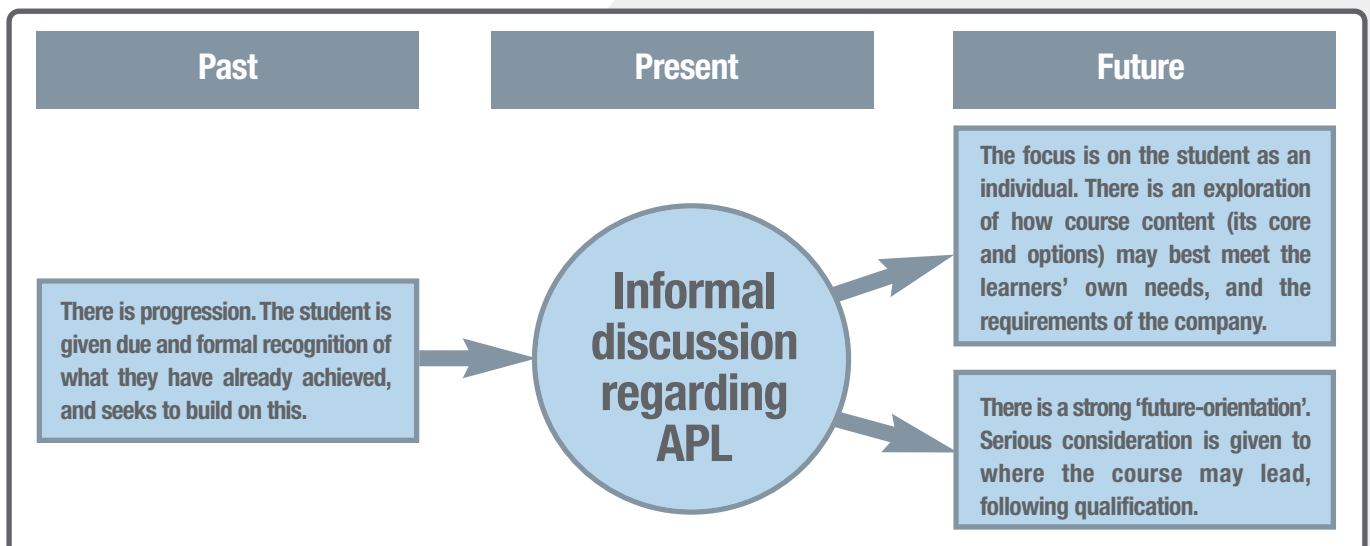 Past
Present
Future
There is progression. The student is
given due and formal recognition of
what they have already achieved,
and seeks to build on this.
Informal
discussion
regarding
APL
The focus is on the student as an
individual. There is an exploration
of how course content (its core
and options) may best meet the
learners’ own needs, and the
requirements of the company.
There is a strong ‘future-orientation’.
Serious consideration is given to
where the course may lead,
following qualification.